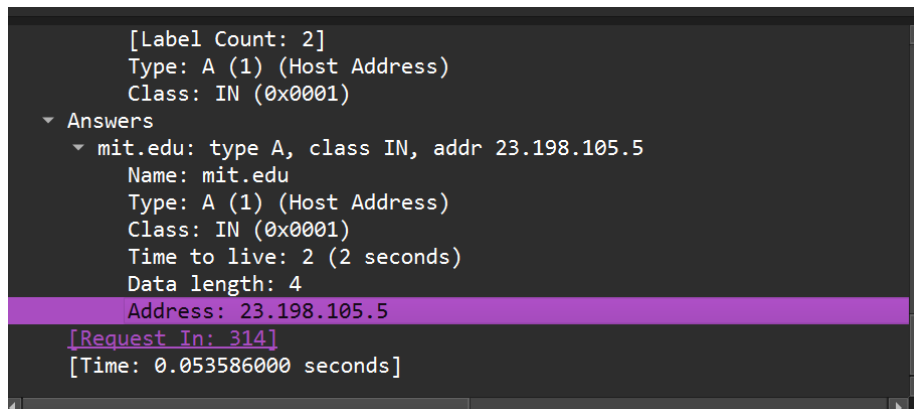 [Label Count: 2]
Type: A (1) (Host Address)
Class: IN (0x0001)
Answers
mit.edu: type A, class IN, addr 23.198.105.5
Name: mit.edu
Type: A (1) (Host Address)
Class: IN (0x0001)
Time to live: 2 (2 seconds)
Data length: 4
Address: 23.198.105.5
[Request In: 314]
[Time: 0.053586000 seconds]